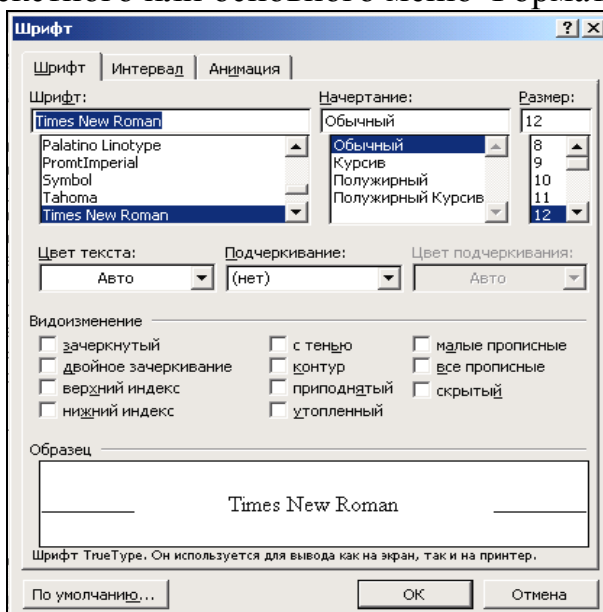 или основного меню
Шрифт
Шрифт Интервал Анимация
Шрифт: Начертание: Размер:
Times New Roman Обычный 12
Palatino Linotype Обычный 8
PromtImperial Курсив 9
Symbol Полужирный 10
Tahoma Полужирный Курсив 11
Times New Roman 12
Цвет текста: Подчеркивание: Цвет подчеркивания:
Авто (нет) Авто
Видоизменение
зачеркнутый с тенью малые прописные
двойное зачеркивание контур все прописные
верхний индекс приподнятый скрытый
нижний индекс утопленный
Образец
Times New Roman
Шрифт TrueType. Он используется для вывода как на экран, так и на принтер.
По умолчанию... ОК Отмена